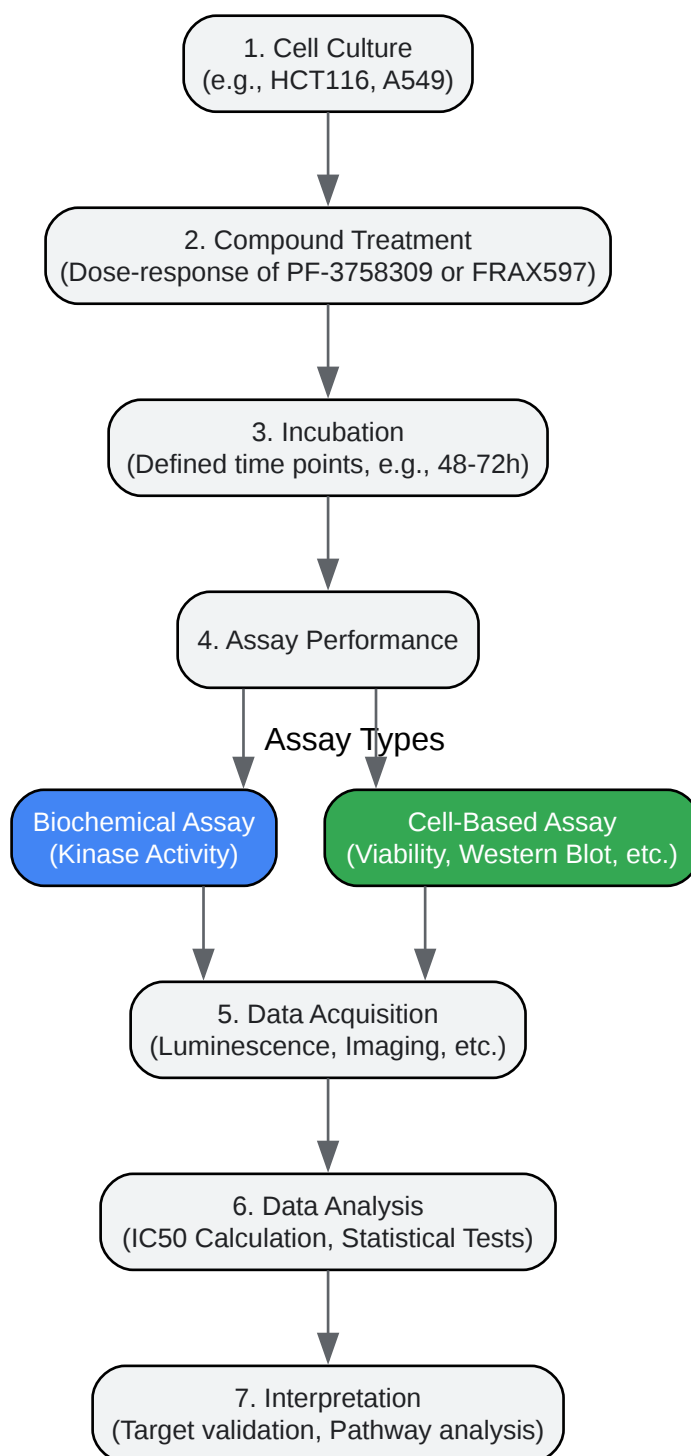 1. Cell Culture
(e.g., HCT116, A549)
2. Compound Treatment
(Dose-response of PF-3758309 or FRAX597)
3. Incubation
(Defined time points, e.g., 48-72h)
4. Assay Performance
Assay Types
Biochemical Assay
(Kinase Activity)
Cell-Based Assay
(Viability, Western Blot, etc.)
5. Data Acquisition
(Luminescence, Imaging, etc.)
6. Data Analysis
(IC50 Calculation, Statistical Tests)
7. Interpretation
(Target validation, Pathway analysis)